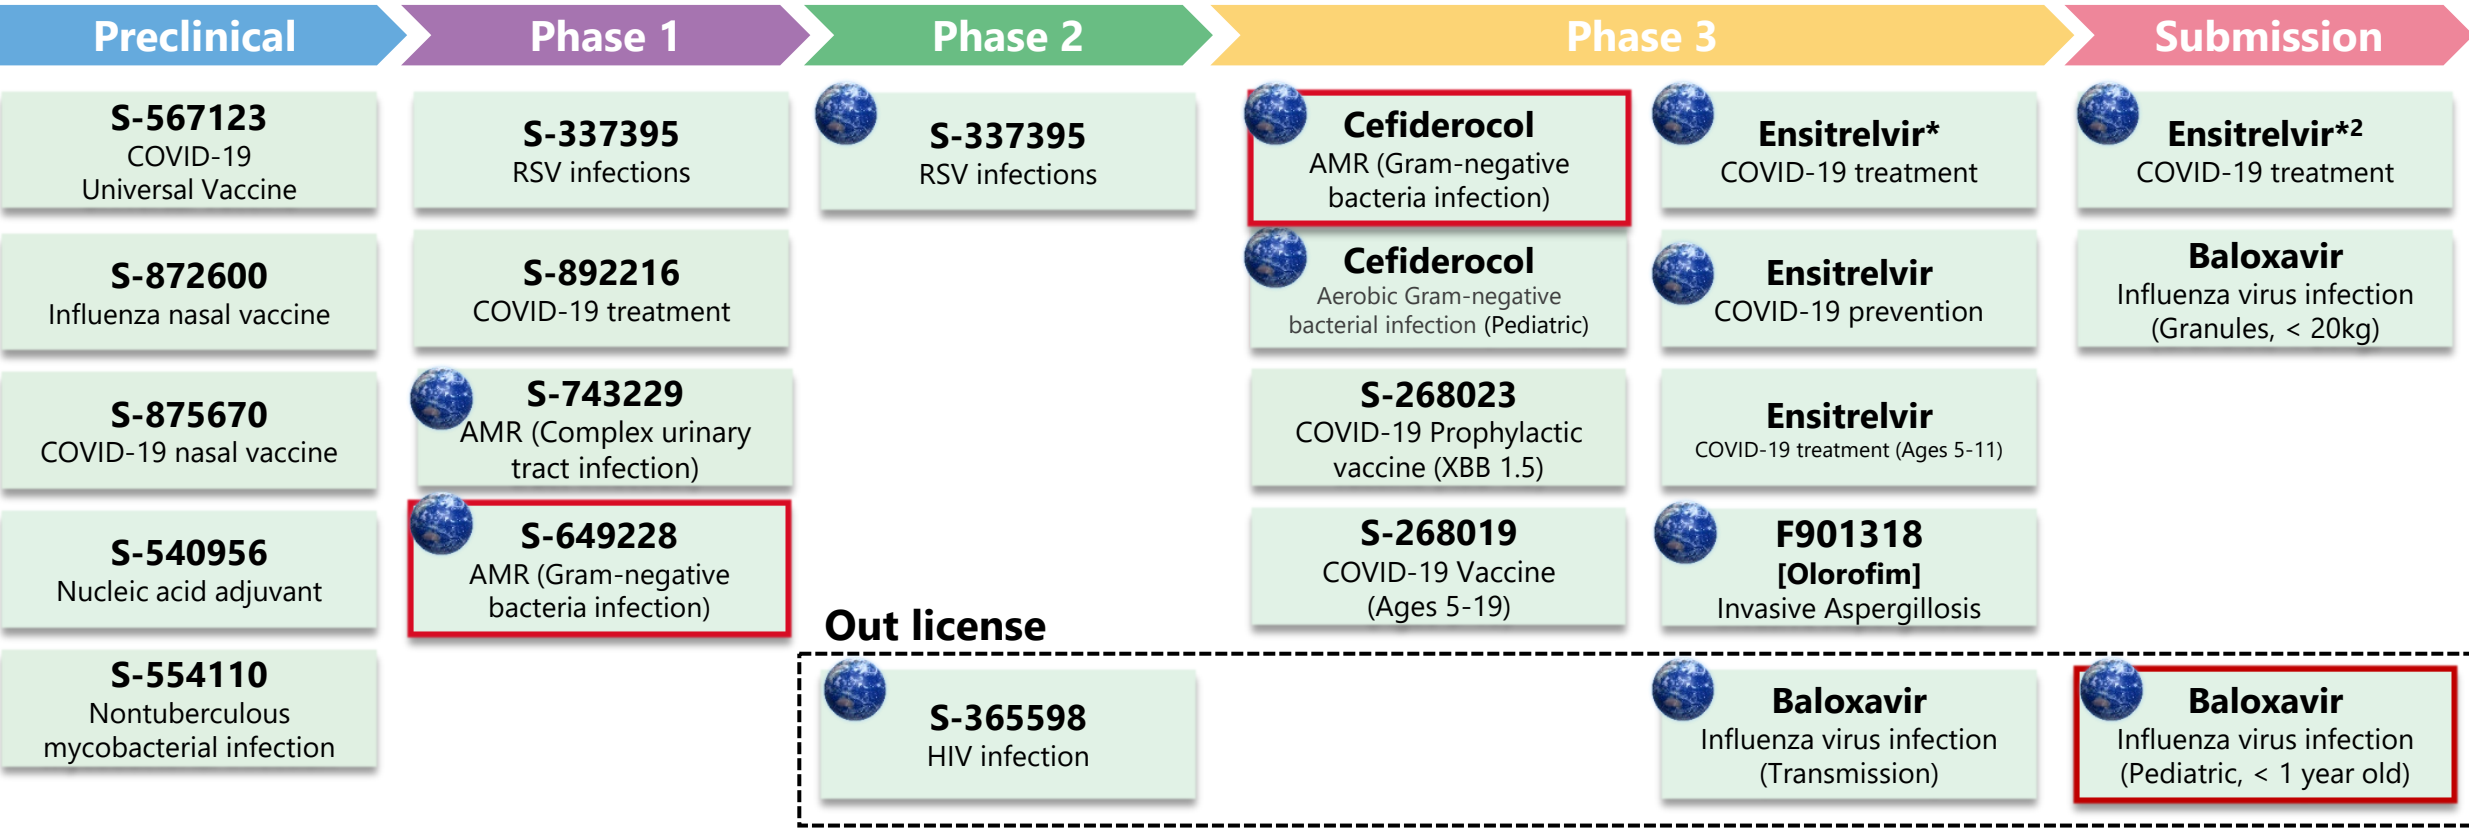 Preclinical
Phase 1
Phase 2
Phase 3
Submission
S-567123
COVID-19
Universal Vaccine
S-872600
Influenza nasal vaccine
S-875670
COVID-19 nasal vaccine
S-540956
Nucleic acid adjuvant
S-554110
Nontuberculous
mycobacterial infection
S-337395
RSV infections
S-892216
COVID-19 treatment
S-743229
AMR (Complex urinary
tract infection)
S-649228
AMR (Gram-negative
bacteria infection)
S-337395
RSV infections
Cefiderocol
AMR (Gram-negative
bacteria infection)
Cefiderocol
Aerobic Gram-negative
bacterial infection (Pediatric)
S-268023
COVID-19 Prophylactic
vaccine (XBB 1.5)
S-268019
COVID-19 Vaccine
(Ages 5-19)
Ensitrelvir*
COVID-19 treatment
Ensitrelvir
COVID-19 prevention
Ensitrelvir
COVID-19 treatment (Ages 5-11)
F901318
[Olorofim]
Invasive Aspergillosis
Ensitrelvir*2
COVID-19 treatment
Baloxavir
Influenza virus infection
(Granules, < 20kg)
Out license
S-365598
HIV infection
Baloxavir
Influenza virus infection
(Transmission)
Baloxavir
Influenza virus infection
(Pediatric, < 1 year old)